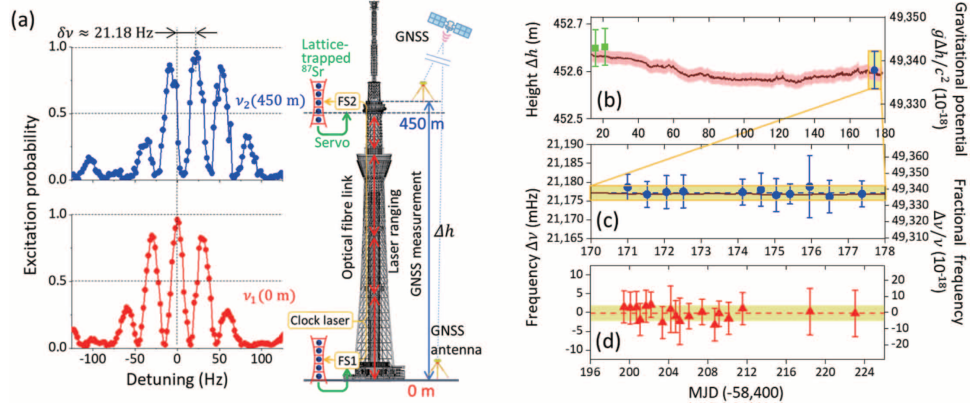 (a)
δν ≈ 21.18 Hz
Excitation probability
1.0
0.5
0.0
ν₂(450 m)
1.0
0.5
0.0
ν₁(0 m)
-100
-50
0
50
100
Detuning (Hz)
Lattice-
trapped
⁸⁷Sr
FS2
Servo
GNSS
450 m
Optical fibre link
Laser ranging
GNSS measurement
Δh
Clock laser
FS1
GNSS
antenna
0 m
Height Δh (m)
452.7
452.6
452.5
(b)
49,350
49,340
49,330
Gravitational potential
gΔh/c² (10⁻¹⁸)
20
40
60
80
100
120
140
160
180
Frequency Δν (mHz)
21,190
21,185
21,180
21,175
21,170
21,165
(c)
49,360
49,350
49,340
49,330
49,310
Fractional frequency
Δν/ν (10⁻¹⁸)
170
171
172
173
174
175
176
177
178
10
5
0
-5
-10
(d)
20
10
0
-10
-20
196
200
204
208
212
216
220
224
MJD (-58,400)